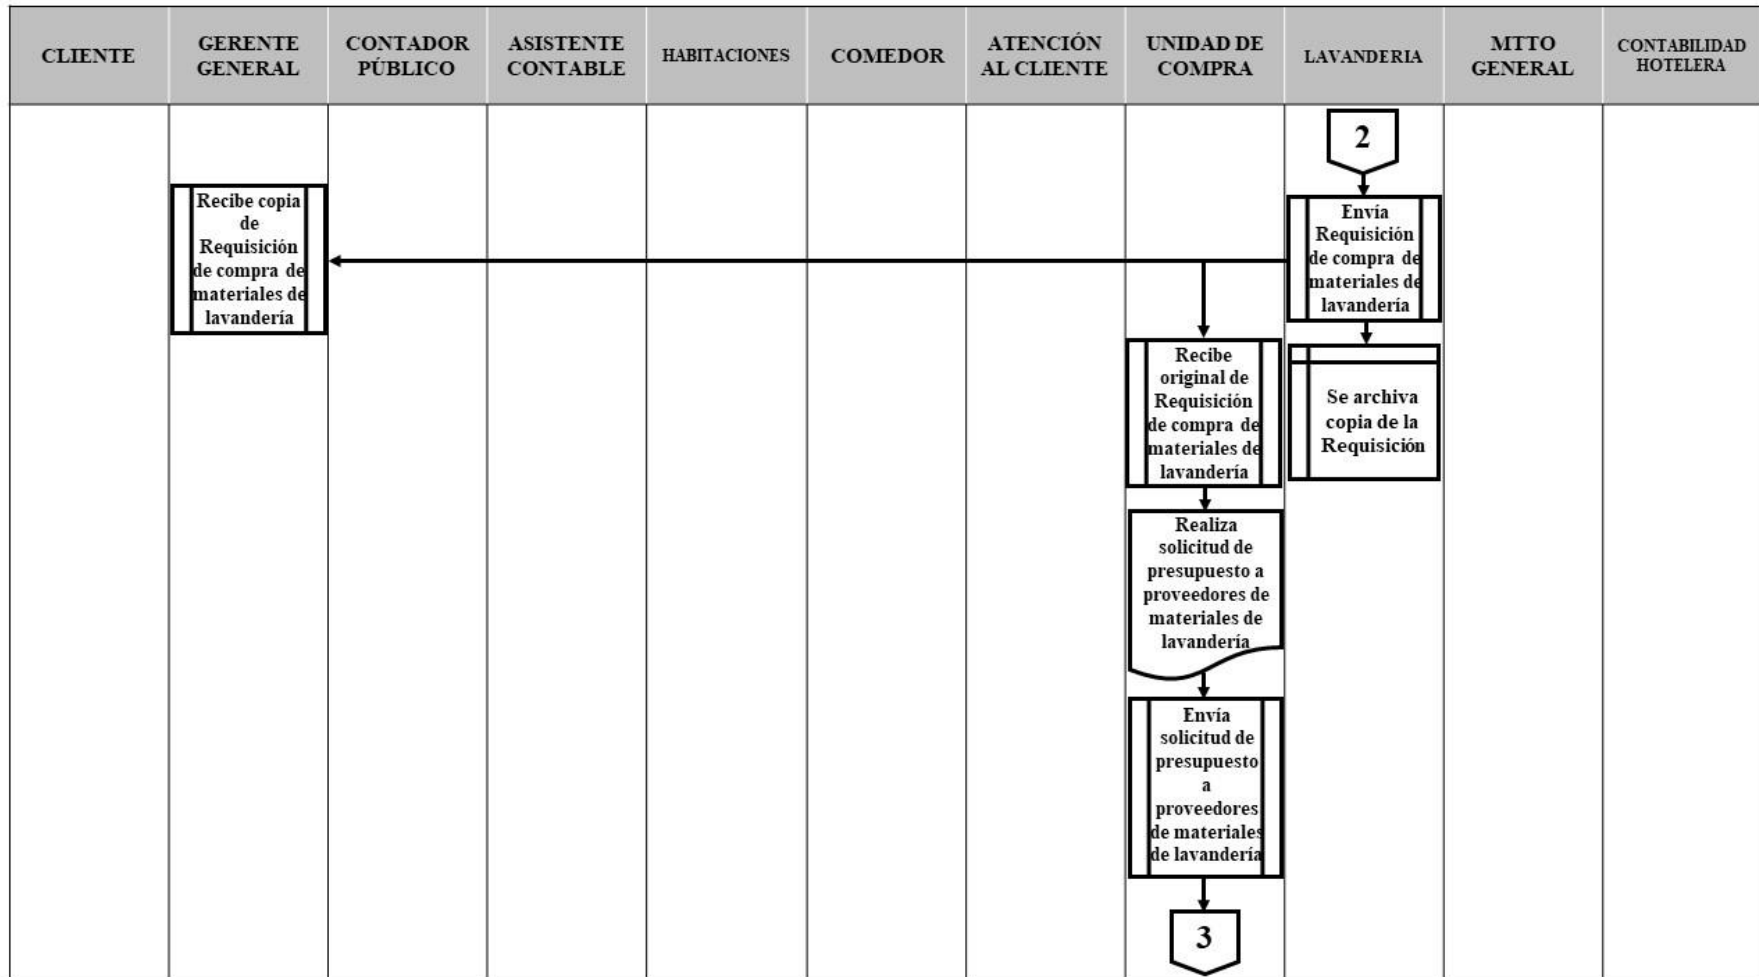 CLIENTE
GERENTE
GENERAL
CONTADOR
PÚBLICO
ASISTENTE
CONTABLE
HABITACIONES
COMEDOR
ATENCIÓN
AL CLIENTE
UNIDAD DE
COMPRA
LAVANDERIA
MTTO
GENERAL
CONTABILIDAD
HOTELERA
2
Envía
Requisición
de compra de
materiales de
lavandería
Recibe copia
de
Requisición
de compra de
materiales de
lavandería
Se archiva
copia de la
Requisición
Recibe
original de
Requisición
de compra de
materiales de
lavandería
Realiza
solicitud de
presupuesto a
proveedores de
materiales de
lavandería
Envía
solicitud de
presupuesto
a
proveedores
de materiales
de lavandería
3